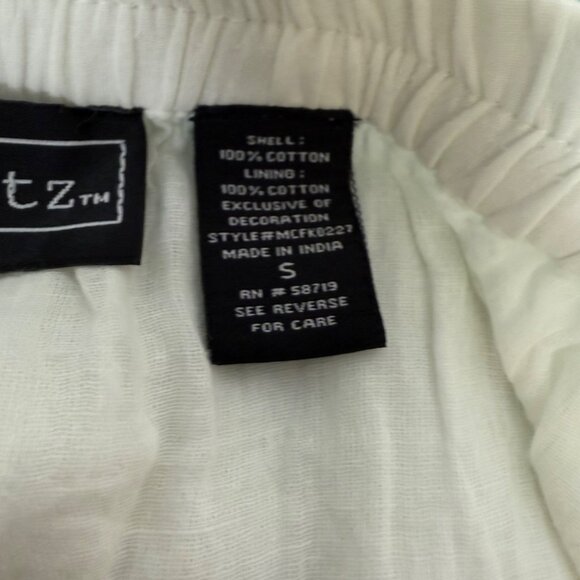 tz™
SHELL:
100% COTTON
LINING:
100% COTTON
EXCLUSIVE OF
DECORATION
STYLE#MCFK0227
MADE IN INDIA
S
RN # 58719
SEE REVERSE
FOR CARE